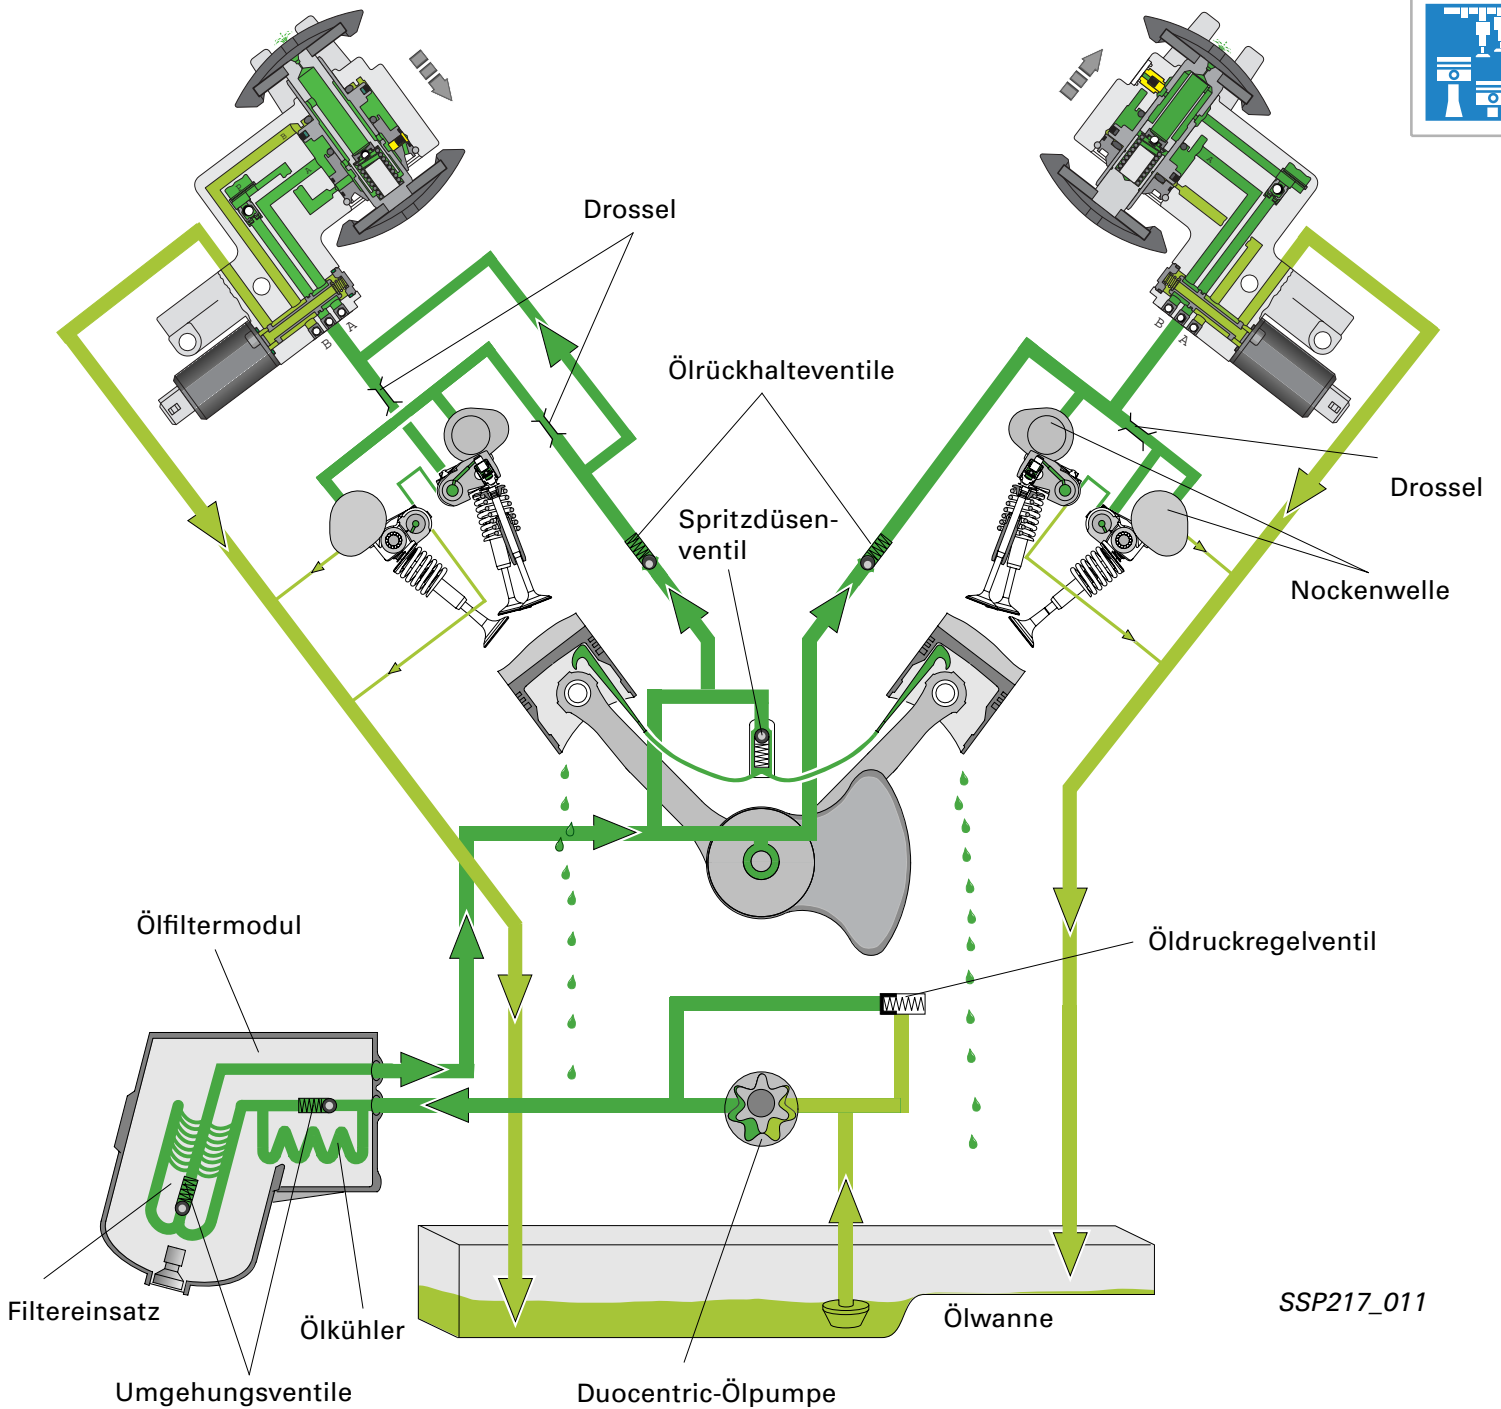 Drossel
Ölrückhalteventile
Spritzdüsen-
ventil
Drossel
Nockenwelle
Ölfiltermodul
Öldruckregelventil
Filtereinsatz
Ölkühler
Umgehungsventile
Ölwanne
Duocentric-Ölpumpe
SSP217_011
B
A
P
B
A
A
B
A